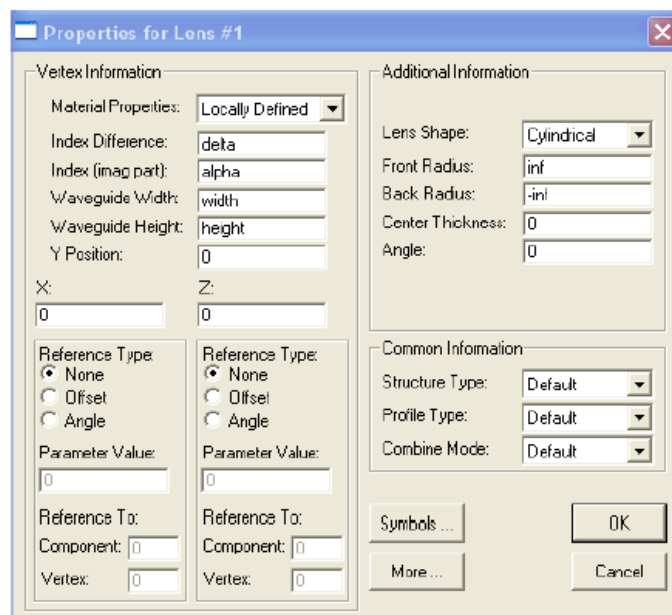 Properties for Lens #1
Vertex Information
Material Properties: Locally Defined
Index Difference: delta
Index (imag part): alpha
Waveguide Width: width
Waveguide Height: height
Y Position: 0
X: Z:
0 0
Reference Type: Reference Type:
None None
Offset Offset
Angle Angle
Parameter Value: Parameter Value:
0 0
Reference To: Reference To:
Component: 0 Component: 0
Vertex: 0 Vertex: 0
Additional Information
Lens Shape: Cylindrical
Front Radius: inf
Back Radius: -inf
Center Thickness: 0
Angle: 0
Common Information
Structure Type: Default
Profile Type: Default
Combine Mode: Default
Symbols ... OK
More ... Cancel